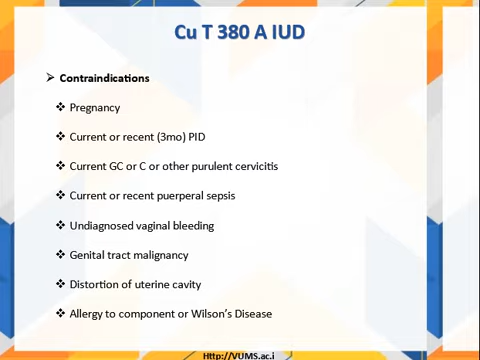 Cu T 380 A IUD
Contraindications
Pregnancy
Current or recent (3mo) PID
Current GC or C or other purulent cervicitis
Current or recent puerperal sepsis
Undiagnosed vaginal bleeding
Genital tract malignancy
Distortion of uterine cavity
Allergy to component or Wilson's Disease
Http://VUMS.ac.i